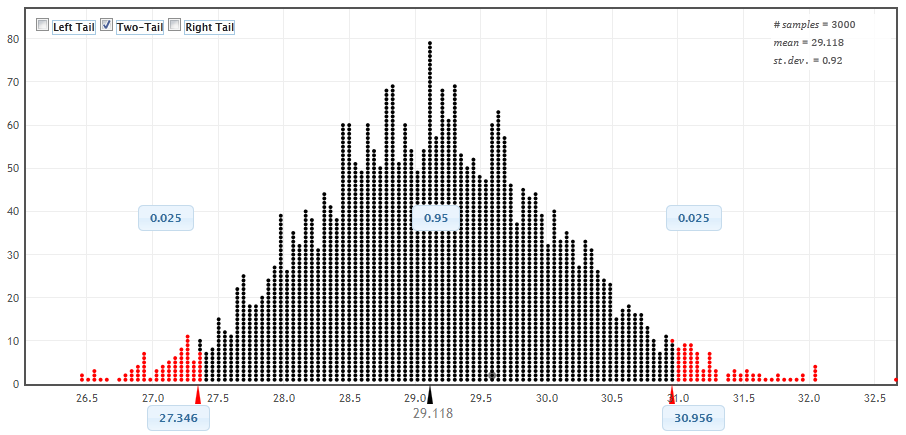 Left Tail Two-Tail Right Tail
# samples = 3000
mean = 29.118
st.dev. = 0.92
80
70
60
50
40
30
20
10
0
0.025 0.95 0.025
26.5 27.0 27.5 28.0 28.5 29.0 29.5 30.0 30.5 31.0 31.5 32.0 32.5
27.346 29.118 30.956